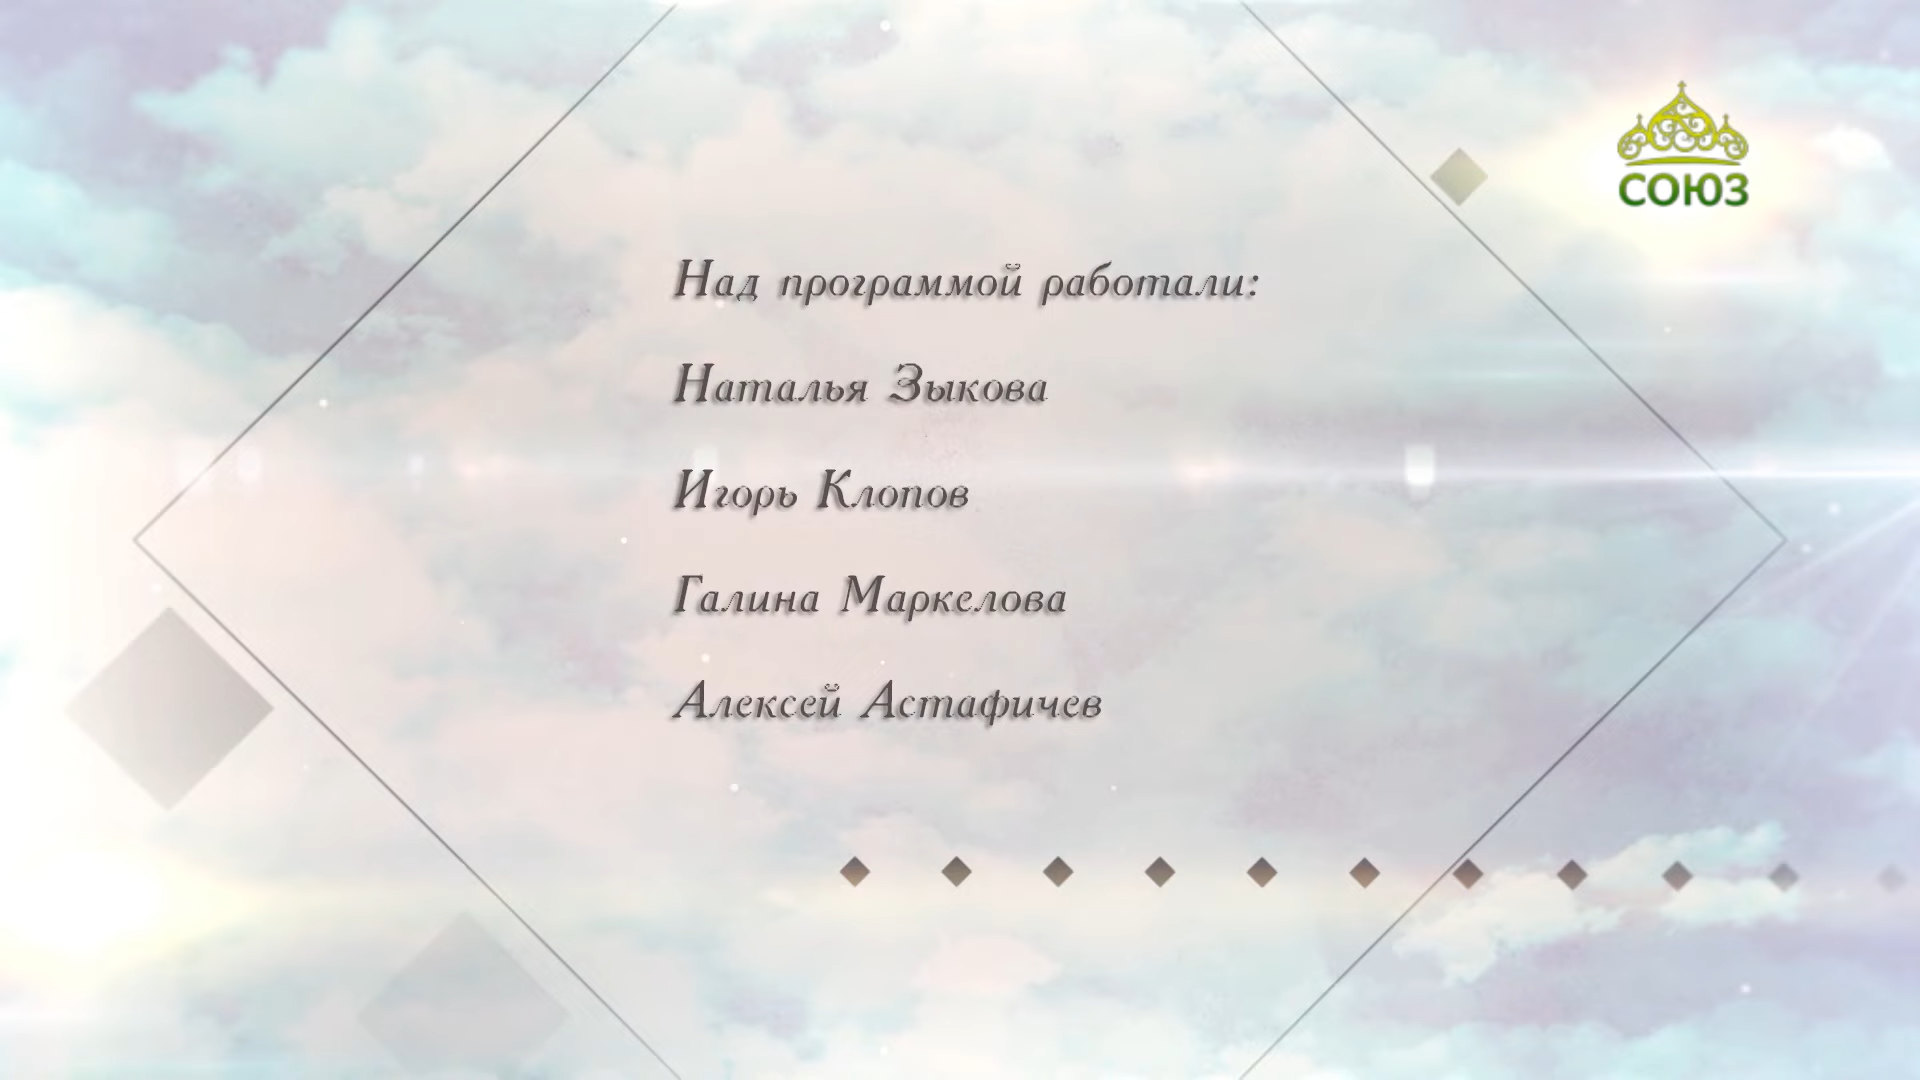 СОЮЗ
Над программой работали:
Наталья Зыкова
Игорь Клопов
Галина Маркелова
Алексей Астафичев